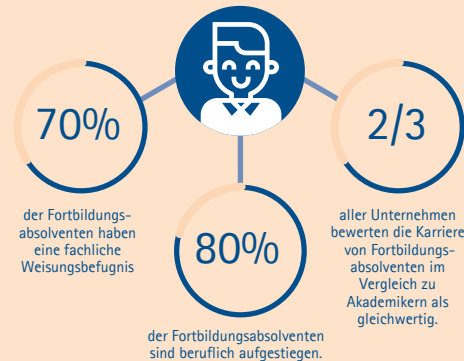 70%
der Fortbildungs-
absolventen haben
eine fachliche
Weisungsbefugnis
80%
der Fortbildungsabsolventen
sind beruflich aufgestiegen.
2/3
aller Unternehmen
bewerten die Karriere
von Fortbildungs-
absolventen im
Vergleich zu
Akademikern als
gleichwertig.